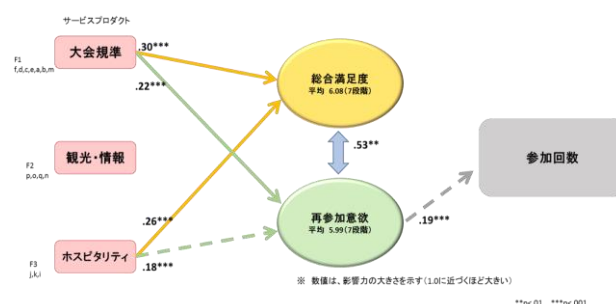 サービスプロダクト
F1
f,d,c,e,a,b,m
大会規準
.30***
.22***
総合満足度
平均 6.08(7段階)
F2
p,o,q,n
観光・情報
.53**
参加回数
F3
j,k,i
ホスピタリティ
.26***
.18***
再参加意欲
平均 5.99(7段階)
.19***
※ 数値は、影響力の大きさを示す(1.0に近づくほど大きい)
**p<.01 ***p<.001